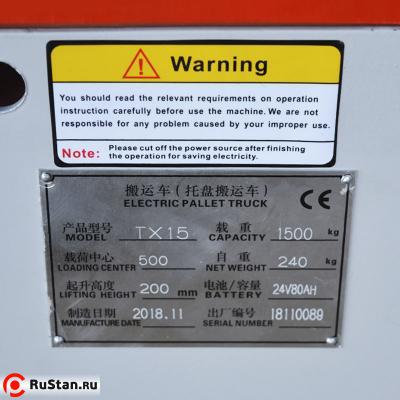 Warning
You should read the relevant requirements on operation
instruction carefully before use the machine. We are not
responsible for any problem caused by your improper use.
Note: Please cut off the power source after finishing
the operation for saving electricity.
搬运车(托盘搬运车) CE
ELECTRIC PALLET TRUCK
产品型号 TX15 载重 1500 kg
MODEL CAPACITY
载荷中心 500 自重 240 kg
LOADING CENTER NET WEIGHT
起升高度 200 mm 电池/容量 24V80AH
LIFTING HEIGHT BATTERY
制造日期 2018.11 出厂编号 18110089
MANUFACTURE DATE SERIAL NUMBER
RuStan.ru